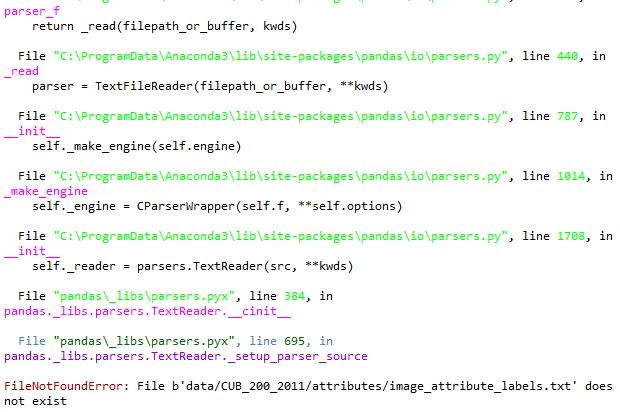 parser_f
return _read(filepath_or_buffer, kwds)
File "C:\ProgramData\Anaconda3\lib\site-packages\pandas\io\parsers.py", line 440, in
_read
parser = TextFileReader(filepath_or_buffer, **kwds)
File "C:\ProgramData\Anaconda3\lib\site-packages\pandas\io\parsers.py", line 787, in
__init__
self._make_engine(self.engine)
File "C:\ProgramData\Anaconda3\lib\site-packages\pandas\io\parsers.py", line 1014, in
_make_engine
self._engine = CParserWrapper(self.f, **self.options)
File "C:\ProgramData\Anaconda3\lib\site-packages\pandas\io\parsers.py", line 1708, in
__init__
self._reader = parsers.TextReader(src, **kwds)
File "pandas\_libs\parsers.pyx", line 384, in
pandas._libs.parsers.TextReader.__cinit__
File "pandas\_libs\parsers.pyx", line 695, in
pandas._libs.parsers.TextReader._setup_parser_source
FileNotFoundError: File b'data/CUB_200_2011/attributes/image_attribute_labels.txt' does
not exist